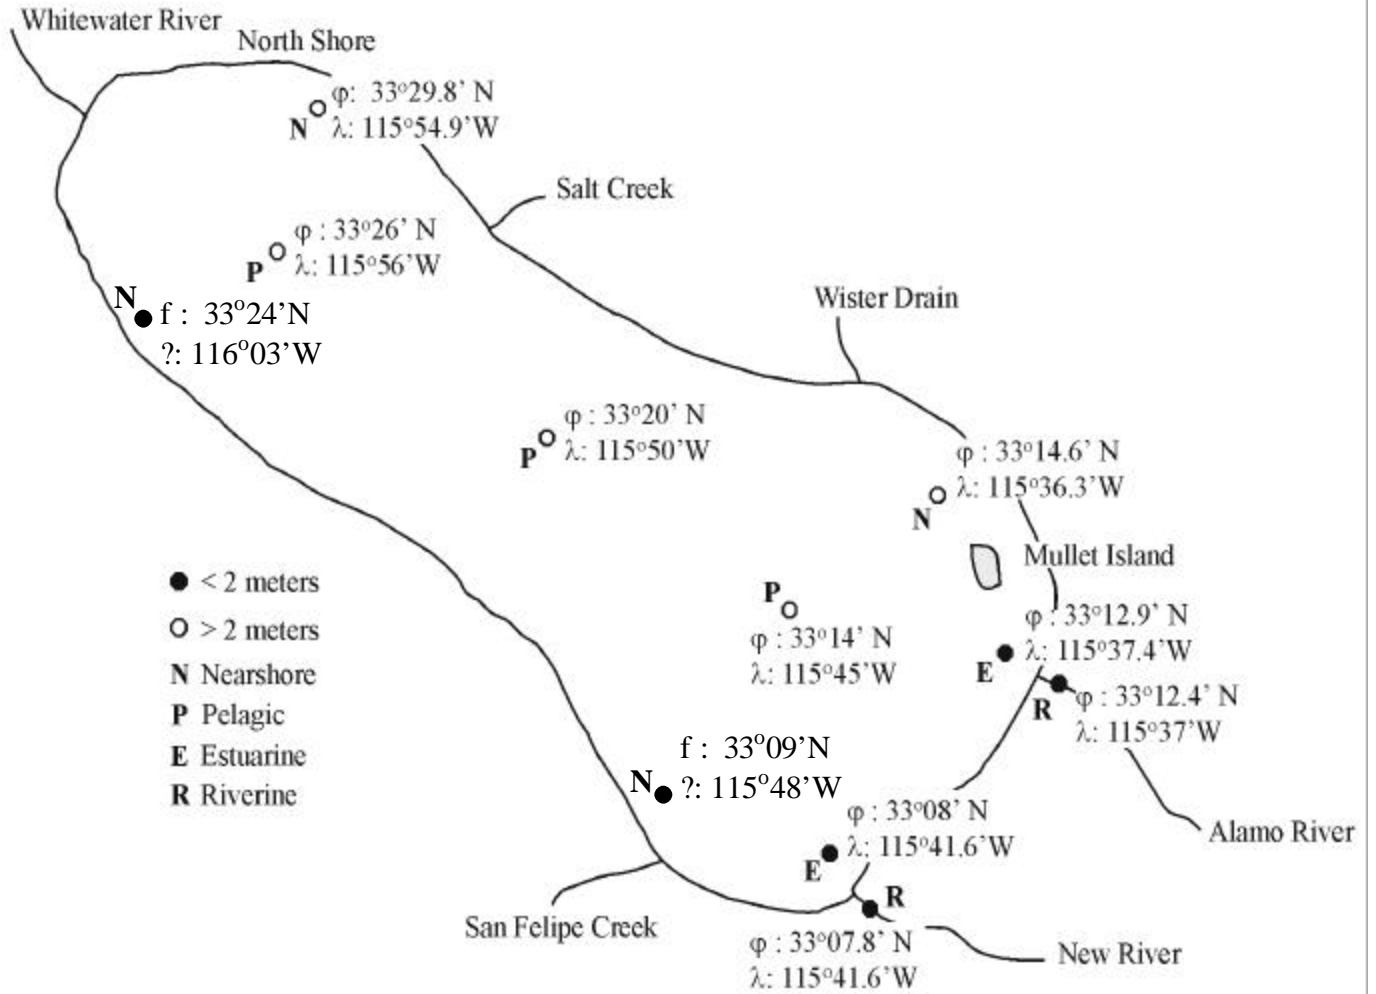 Whitewater River
North Shore
φ: 33°29.8' N
N λ: 115°54.9'W
Salt Creek
φ : 33°26' N
P λ: 115°56'W
N
f : 33°24'N
?: 116°03'W
Wister Drain
φ : 33°20' N
P λ: 115°50'W
φ : 33°14.6' N
λ: 115°36.3'W
N
Mullet Island
< 2 meters
> 2 meters
N Nearshore
P Pelagic
E Estuarine
R Riverine
P
φ : 33°14' N
λ: 115°45'W
φ : 33°12.9' N
λ: 115°37.4'W
E
R
φ : 33°12.4' N
λ: 115°37'W
f : 33°09'N
N ?: 115°48'W
φ : 33°08' N
λ: 115°41.6'W
E
Alamo River
R
San Felipe Creek
φ : 33°07.8' N
λ: 115°41.6'W
New River